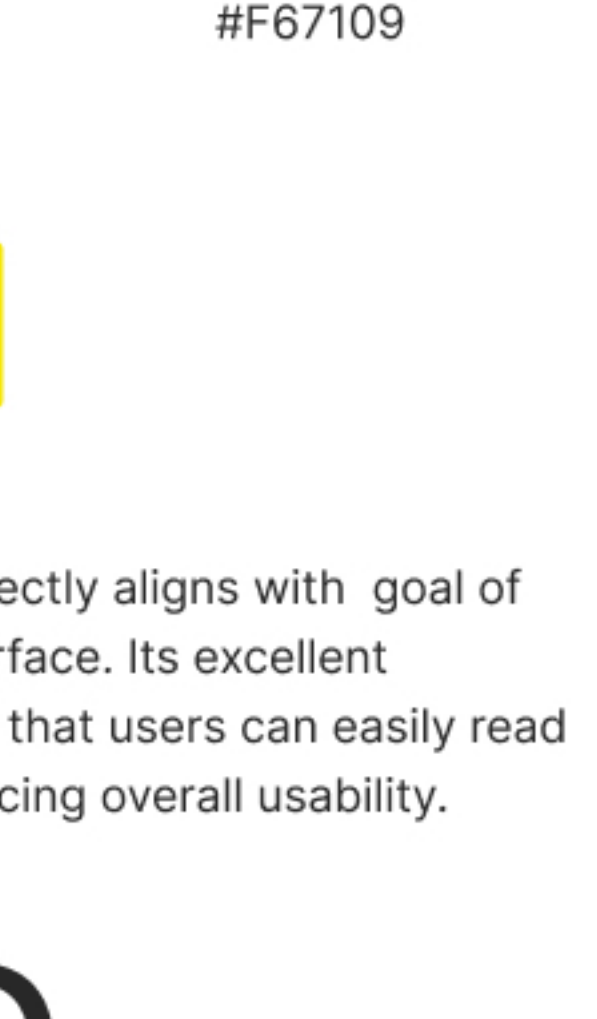 #F67109
ectly aligns with  goal of
rface. Its excellent
that users can easily read
cing overall usability.